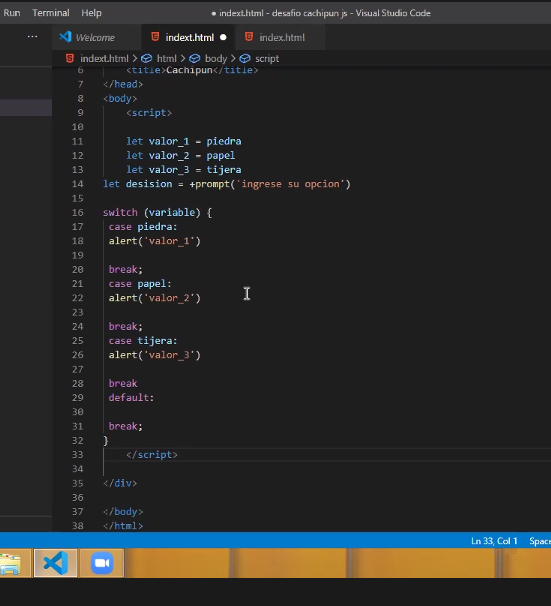 Run Terminal Help
● indext.html - desafio cachipun js - Visual Studio Code
... Welcome indext.html ● index.html
indext.html > html > body > script
6 <title>Cachipun</title>
7 </head>
8 <body>
9 <script>
10
11 let valor_1 = piedra
12 let valor_2 = papel
13 let valor_3 = tijera
14 let desision = +prompt('ingrese su opcion')
15
16 switch (variable) {
17 case piedra:
18 alert('valor_1')
19
20 break;
21 case papel:
22 alert('valor_2')
23
24 break;
25 case tijera:
26 alert('valor_3')
27
28 break
29 default:
30
31 break;
32 }
33 </script>
34
35 </div>
36
37 </body>
38 </html>
Ln 33, Col 1